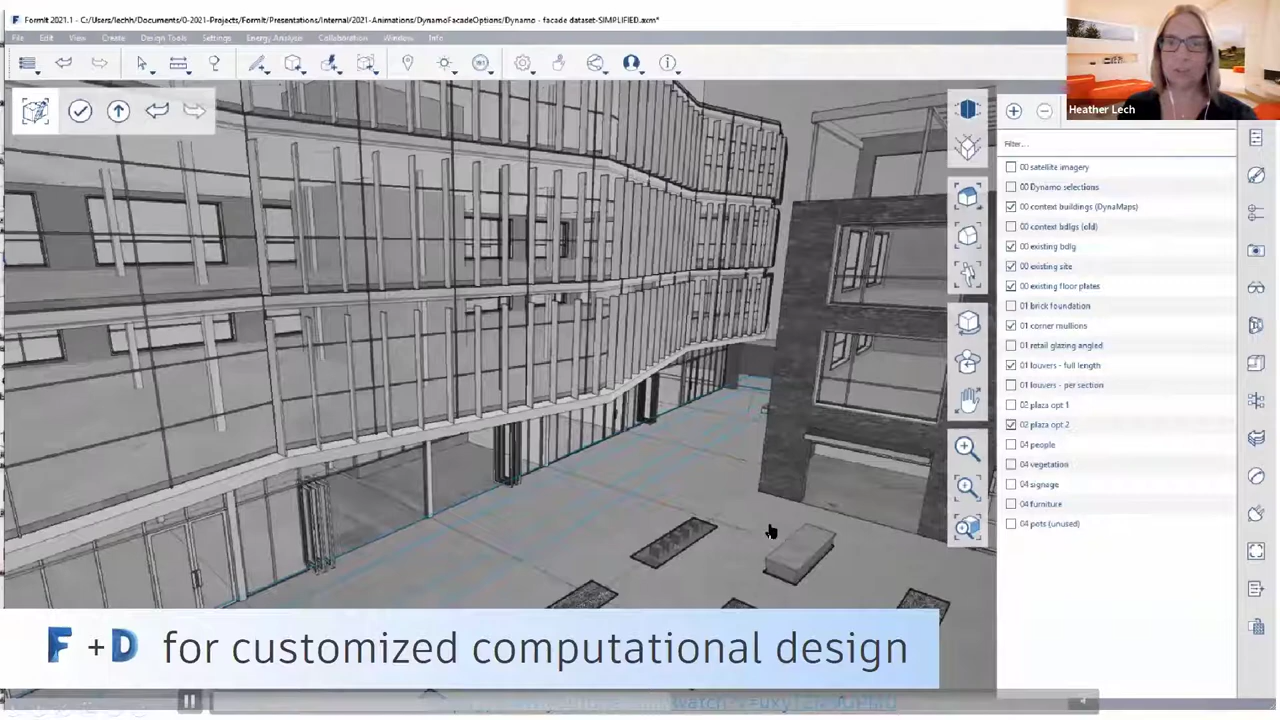 FormIt 2021.1 - C:/Users/lechh/Documents/0-2021-Projects/FormIt/Presentations/Internal/2021-Animations/DynamoFacadeOptions/Dynamo - facade dataset-SIMPLIFIED.axm*
File Edit View Create Design Tools Settings Energy Analysis Collaboration Window Info
Heather Lech
Filter...
00 satellite imagery
00 Dynamo selections
00 context buildings (DynaMaps)
00 context bdlgs (old)
00 existing bdlg
00 existing site
00 existing floor plates
01 brick foundation
01 corner mullions
01 retail glazing angled
01 louvers - full length
01 louvers - per section
02 plaza opt 1
02 plaza opt 2
04 people
04 vegetation
04 signage
04 furniture
04 pots (unused)
F + D for customized computational design